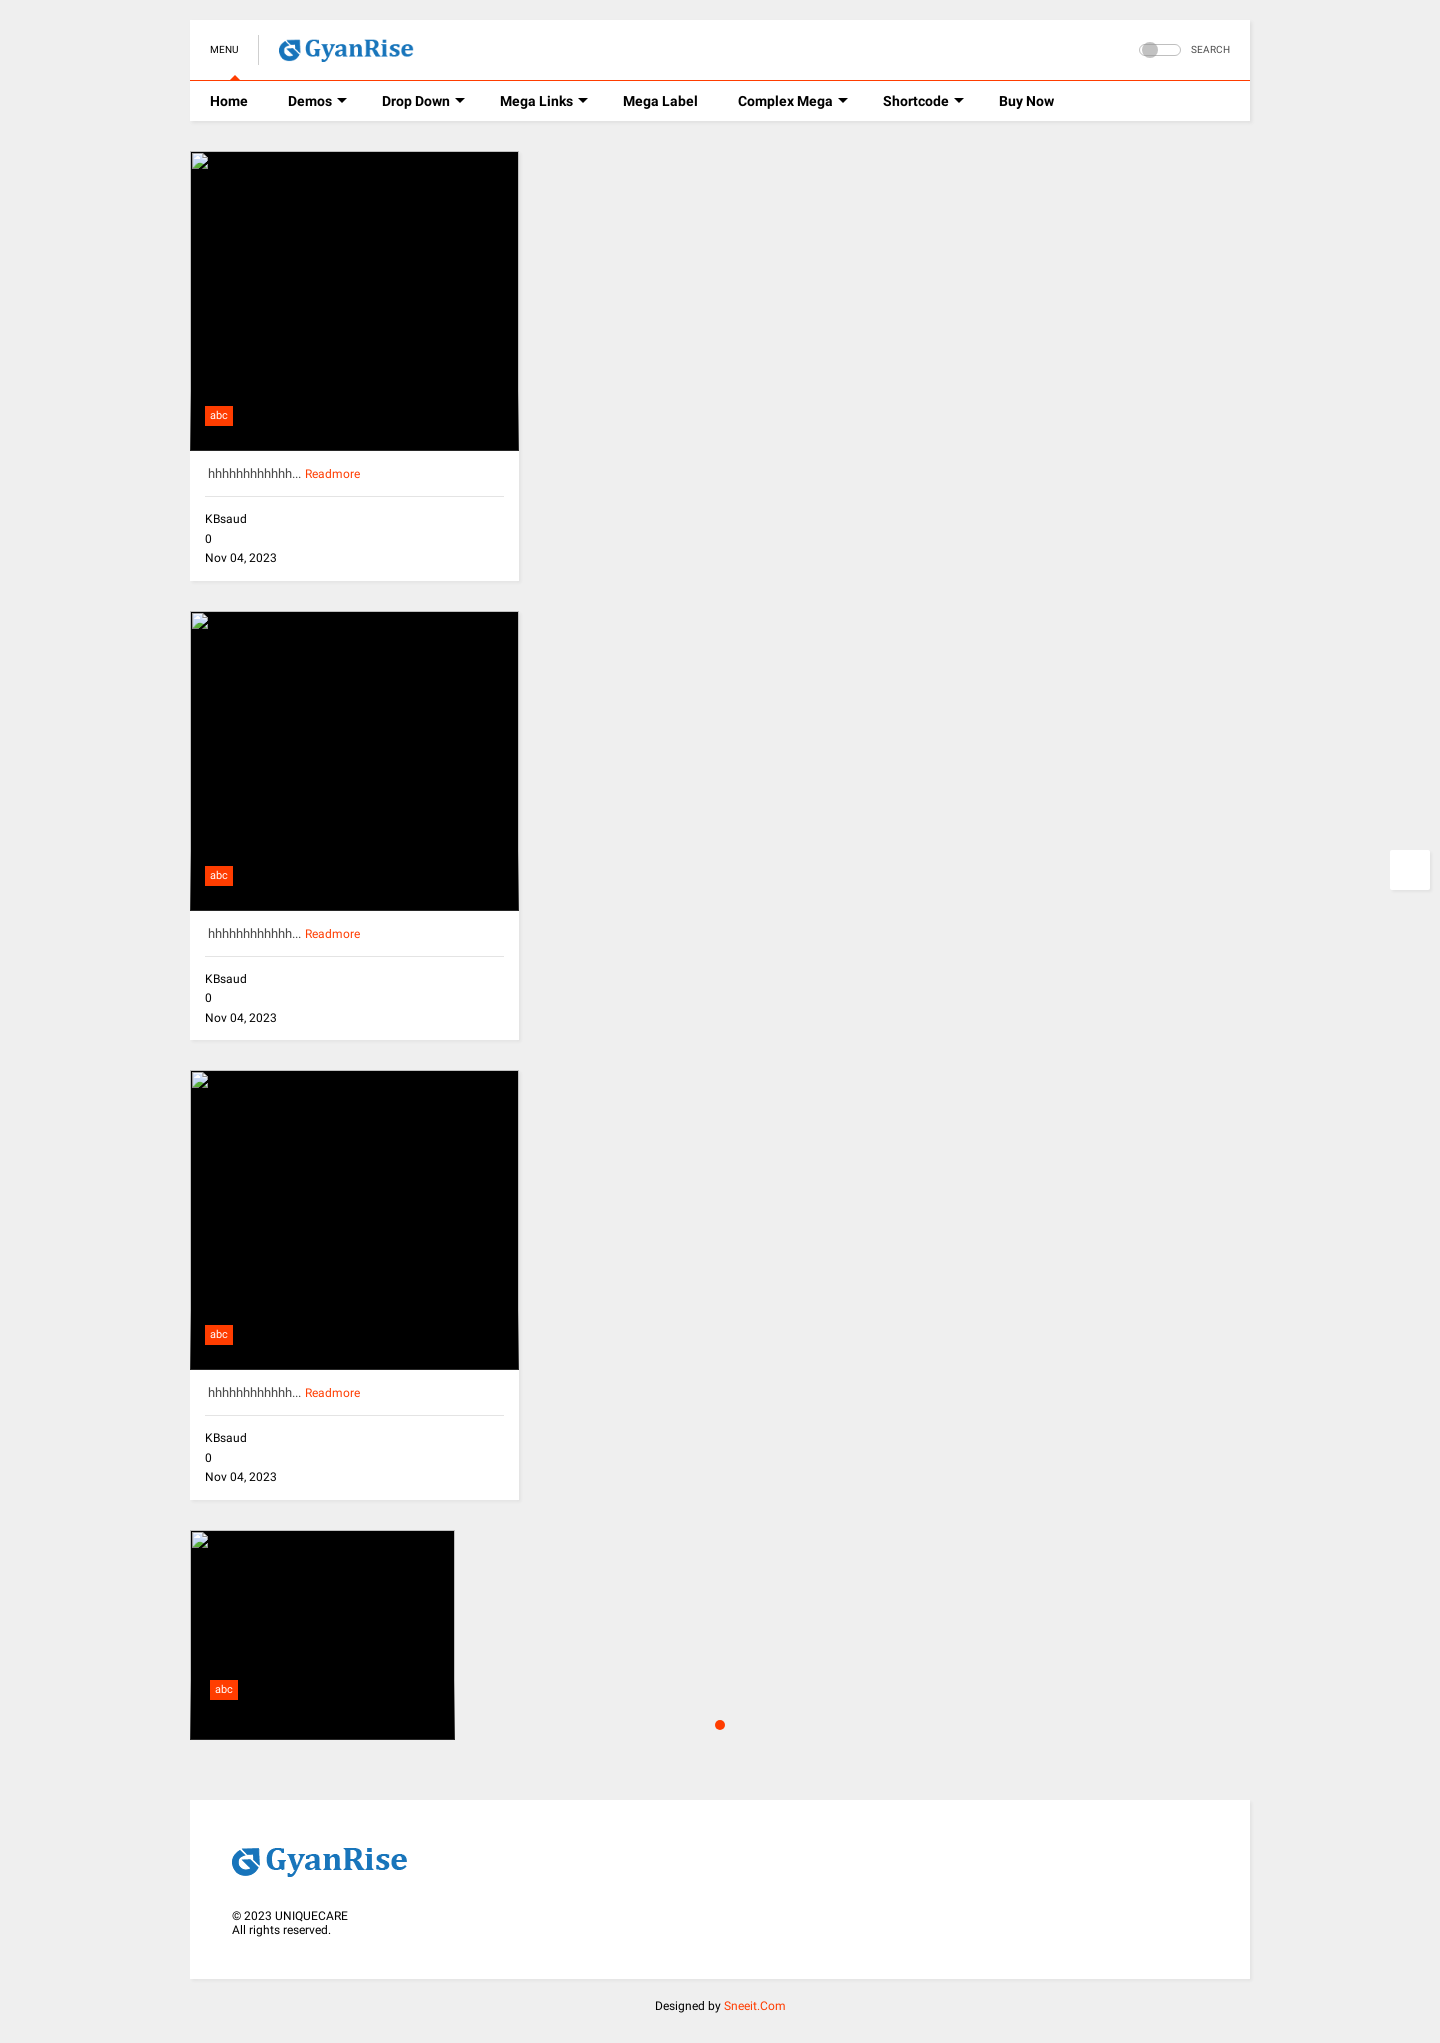 MENU
GyanRise
SEARCH
Home Demos Drop Down Mega Links Mega Label Complex Mega Shortcode Buy Now
abc
hhhhhhhhhhhh... Readmore
KBsaud
0
Nov 04, 2023
abc
hhhhhhhhhhhh... Readmore
KBsaud
0
Nov 04, 2023
abc
hhhhhhhhhhhh... Readmore
KBsaud
0
Nov 04, 2023
abc
GyanRise
© 2023 UNIQUECARE
All rights reserved.
Designed by Sneeit.Com